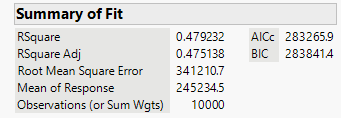 Summary of Fit
RSquare 0.479232 AICc 283265.9
RSquare Adj 0.475138 BIC 283841.4
Root Mean Square Error 341210.7
Mean of Response 245234.5
Observations (or Sum Wgts) 10000